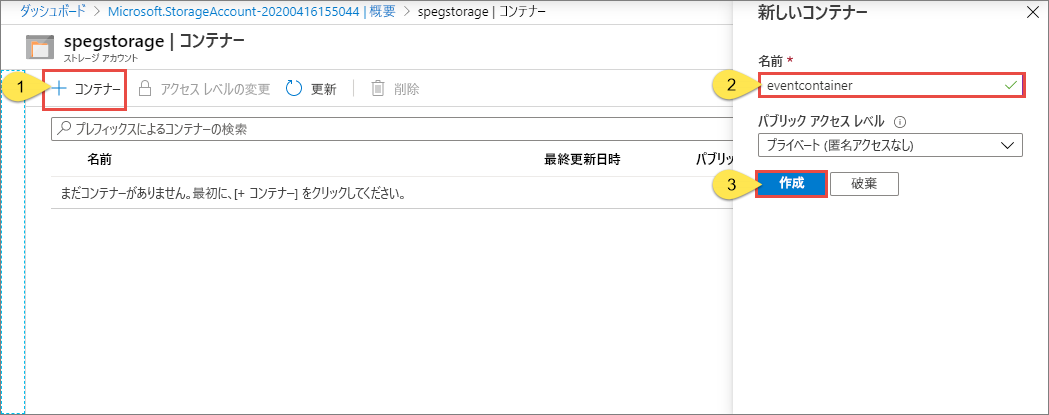 ダッシュボード > Microsoft.StorageAccount-20200416155044 | 概要 > spegstorage | コンテナー
spegstorage | コンテナー
ストレージ アカウント
1
+ コンテナー アクセス レベルの変更 更新 削除
プレフィックスによるコンテナーの検索
名前 最終更新日時 パブリッ
まだコンテナーがありません。最初に、[+ コンテナー] をクリックしてください。
新しいコンテナー
名前 *
2
eventcontainer
パブリック アクセス レベル
プライベート (匿名アクセスなし)
3
作成 破棄